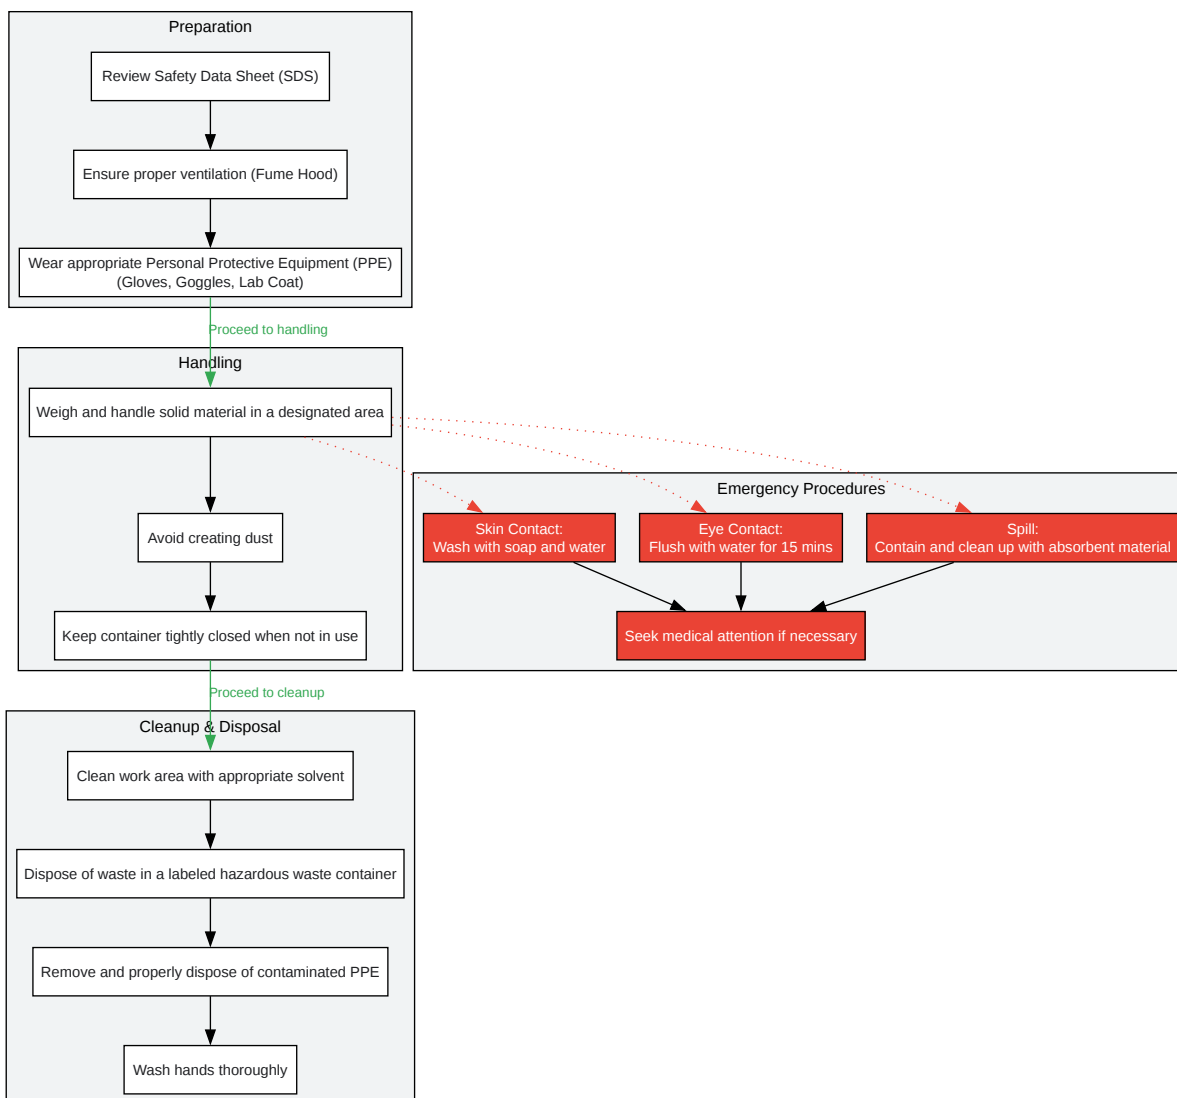 Preparation
Review Safety Data Sheet (SDS)
Ensure proper ventilation (Fume Hood)
Wear appropriate Personal Protective Equipment (PPE)
(Gloves, Goggles, Lab Coat)
Proceed to handling
Handling
Weigh and handle solid material in a designated area
Avoid creating dust
Keep container tightly closed when not in use
Emergency Procedures
Skin Contact:
Wash with soap and water
Eye Contact:
Flush with water for 15 mins
Spill:
Contain and clean up with absorbent material
Seek medical attention if necessary
Proceed to cleanup
Cleanup & Disposal
Clean work area with appropriate solvent
Dispose of waste in a labeled hazardous waste container
Remove and properly dispose of contaminated PPE
Wash hands thoroughly